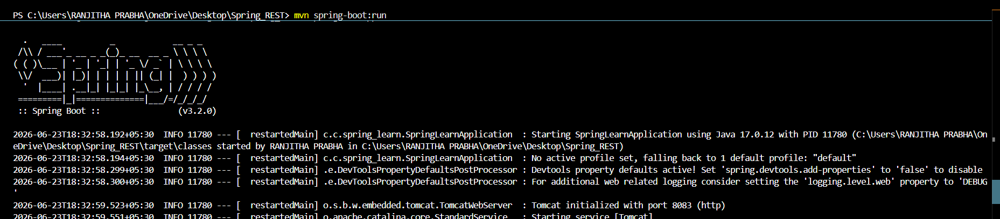 PS C:\Users\RANJITHA PRABHA\OneDrive\Desktop\Spring_REST> mvn spring-boot:run
  .   ____          _            __ _ _
 /\\ / ___'_ __ _ _(_)_ __  __ _ \ \ \ \
( ( )\___ | '_ | '_| | '_ \/ _` | \ \ \ \
 \\/  ___)| |_)| | | | | || (_| |  ) ) ) )
  '  |____| .__|_| |_|_| |_\__, | / / / /
 =========|_|==============|___/=/_/_/_/
 :: Spring Boot ::                (v3.2.0)
2026-06-23T18:32:58.192+05:30  INFO 11780 --- [  restartedMain] c.c.spring_learn.SpringLearnApplication  : Starting SpringLearnApplication using Java 17.0.12 with PID 11780 (C:\Users\RANJITHA PRABHA\On
eDrive\Desktop\Spring_REST\target\classes started by RANJITHA PRABHA in C:\Users\RANJITHA PRABHA\OneDrive\Desktop\Spring_REST)
2026-06-23T18:32:58.194+05:30  INFO 11780 --- [  restartedMain] c.c.spring_learn.SpringLearnApplication  : No active profile set, falling back to 1 default profile: "default"
2026-06-23T18:32:58.299+05:30  INFO 11780 --- [  restartedMain] .e.DevToolsPropertyDefaultsPostProcessor : Devtools property defaults active! Set 'spring.devtools.add-properties' to 'false' to disable
2026-06-23T18:32:58.300+05:30  INFO 11780 --- [  restartedMain] .e.DevToolsPropertyDefaultsPostProcessor : For additional web related logging consider setting the 'logging.level.web' property to 'DEBUG
'
2026-06-23T18:32:59.523+05:30  INFO 11780 --- [  restartedMain] o.s.b.w.embedded.tomcat.TomcatWebServer  : Tomcat initialized with port 8083 (http)
2026-06-23T18:32:59.551+05:30  INFO 11780 --- [  restartedMain] o.apache.catalina.core.StandardService   : Starting service [Tomcat]